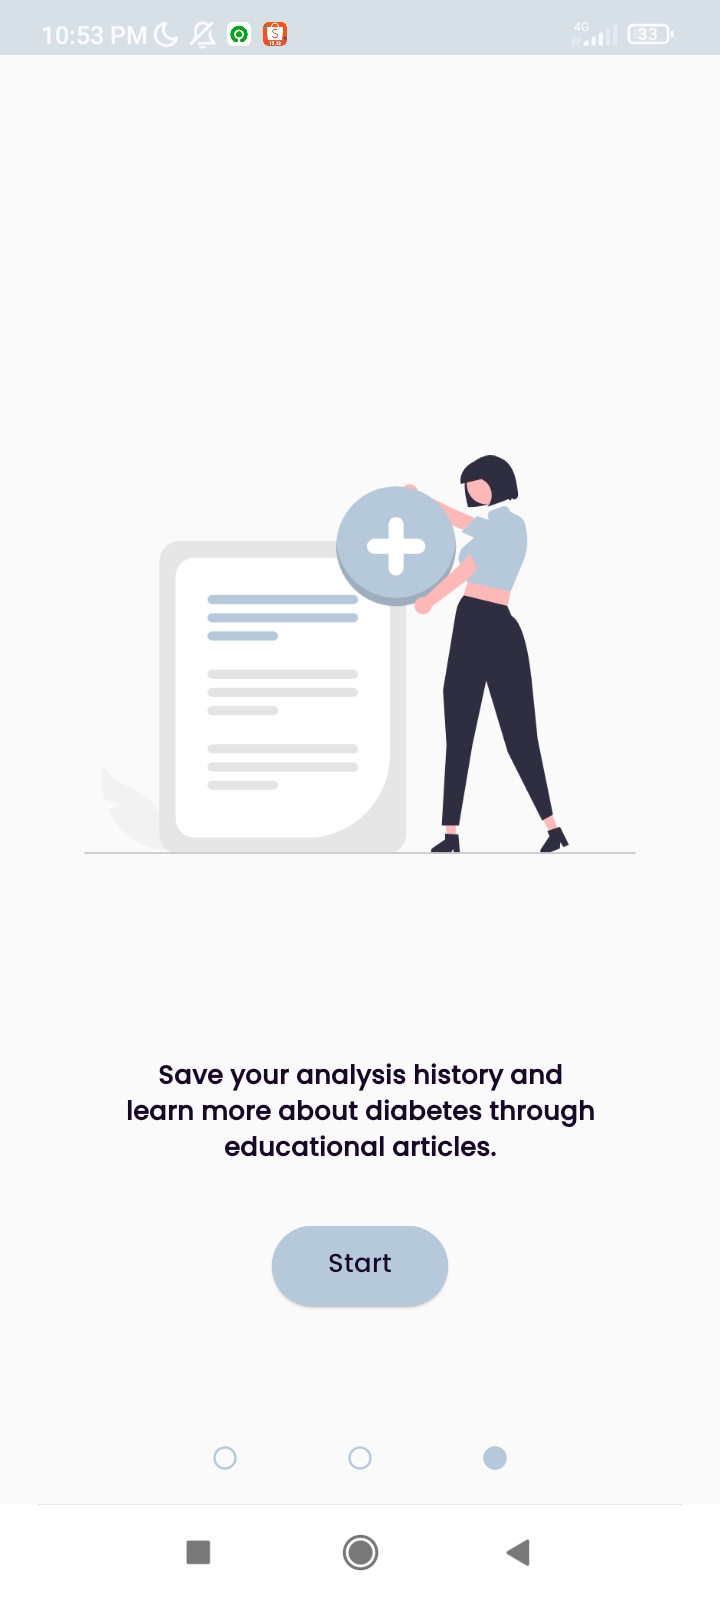 10:53 PM
4G
33
Save your analysis history and
learn more about diabetes through
educational articles.
Start